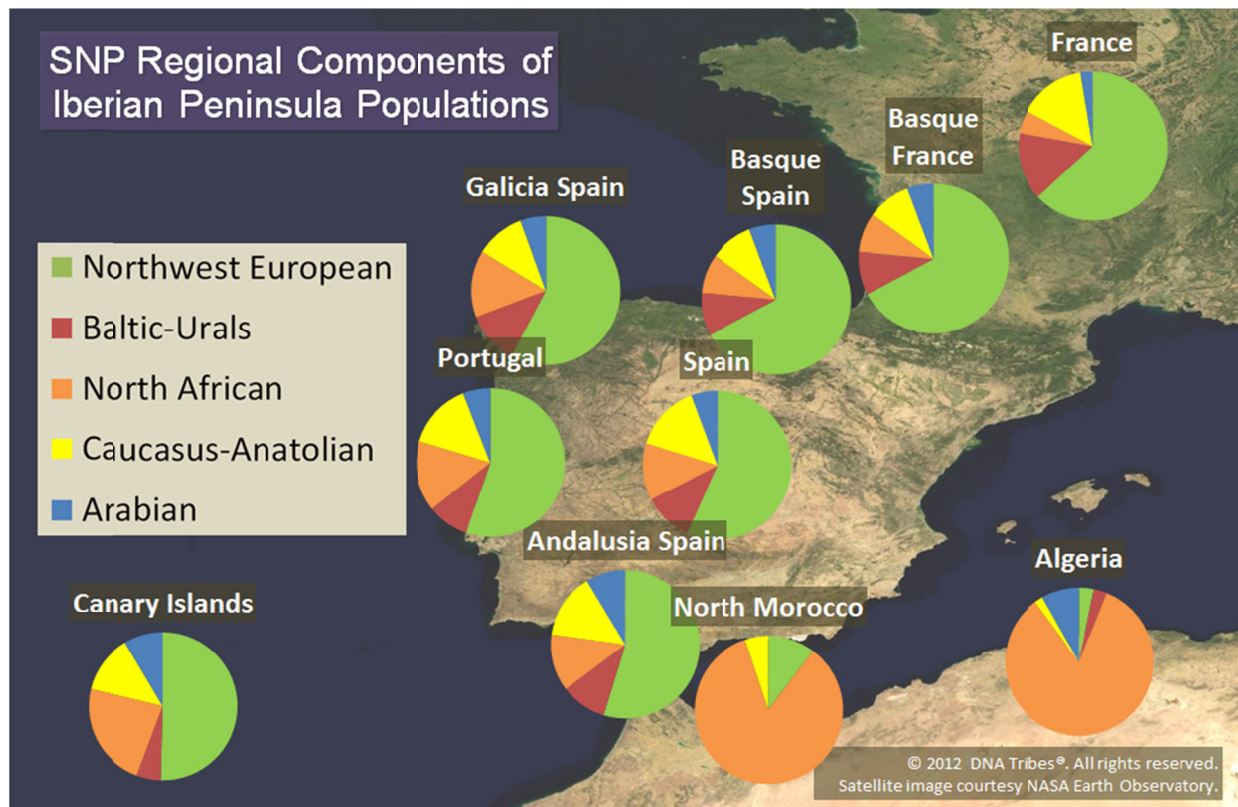 SNP Regional Components of
Iberian Peninsula Populations
France
Basque
France
Basque
Spain
Galicia Spain
Northwest European
Baltic-Urals
North African
Caucasus-Anatolian
Arabian
Portugal
Spain
Andalusia Spain
Algeria
Canary Islands
North Morocco
© 2012 DNA Tribes®. All rights reserved.
Satellite image courtesy NASA Earth Observatory.